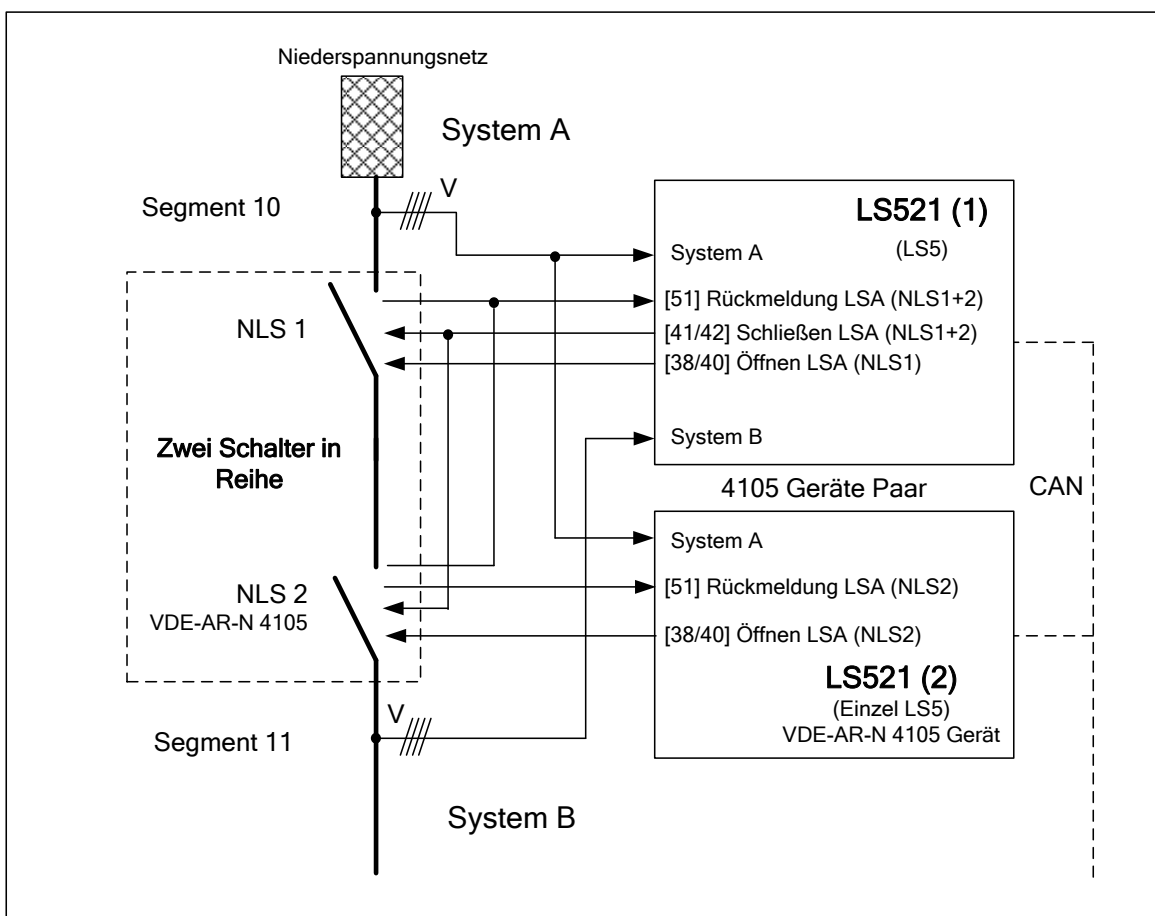 Niederspannungsnetz
System A
V
Segment 10
LS521 (1)
(LS5)
System A
[51] Rückmeldung LSA (NLS1+2)
[41/42] Schließen LSA (NLS1+2)
[38/40] Öffnen LSA (NLS1)
System B
NLS 1
Zwei Schalter in
Reihe
4105 Geräte Paar
CAN
System A
[51] Rückmeldung LSA (NLS2)
[38/40] Öffnen LSA (NLS2)
LS521 (2)
(Einzel LS5)
VDE-AR-N 4105 Gerät
NLS 2
VDE-AR-N 4105
V
Segment 11
System B